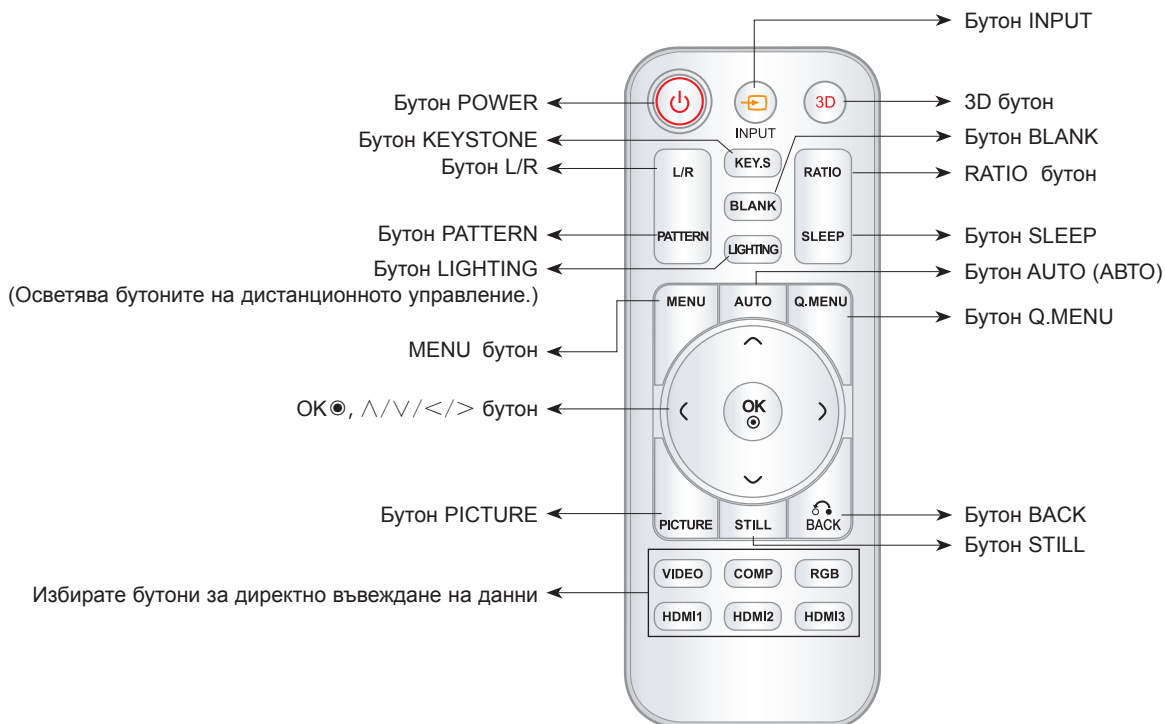 Бутон INPUT
Бутон POWER
3D бутон
Бутон KEYSTONE
Бутон BLANK
Бутон L/R
RATIO бутон
Бутон PATTERN
Бутон SLEEP
Бутон LIGHTING
(Осветява бутоните на дистанционното управление.)
Бутон AUTO (АВТО)
Бутон Q.MENU
MENU бутон
OK◉, ∧/∨/</> бутон
Бутон PICTURE
Бутон BACK
Бутон STILL
Избирате бутони за директно въвеждане на данни
3D
INPUT
KEY.S
L/R
RATIO
BLANK
PATTERN
SLEEP
LIGHTING
MENU AUTO Q.MENU
OK
◉
PICTURE STILL BACK
VIDEO COMP RGB
HDMI1 HDMI2 HDMI3